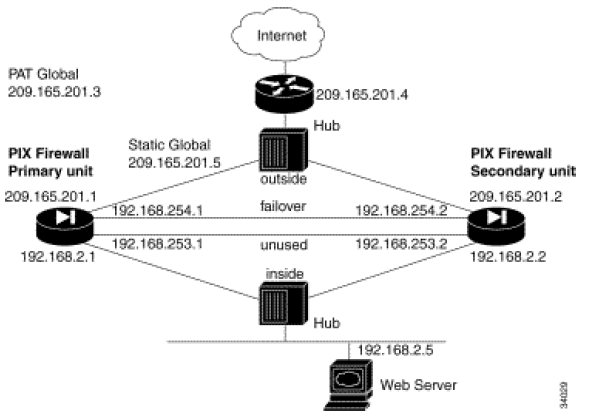 Internet
PAT Global
209.165.201.3
209.165.201.4
Hub
Static Global
209.165.201.5
PIX Firewall
Primary unit
PIX Firewall
Secondary unit
outside
209.165.201.1
209.165.201.2
192.168.254.1
failover
192.168.254.2
192.168.253.1
unused
192.168.253.2
192.168.2.1
192.168.2.2
inside
Hub
192.168.2.5
Web Server
34029